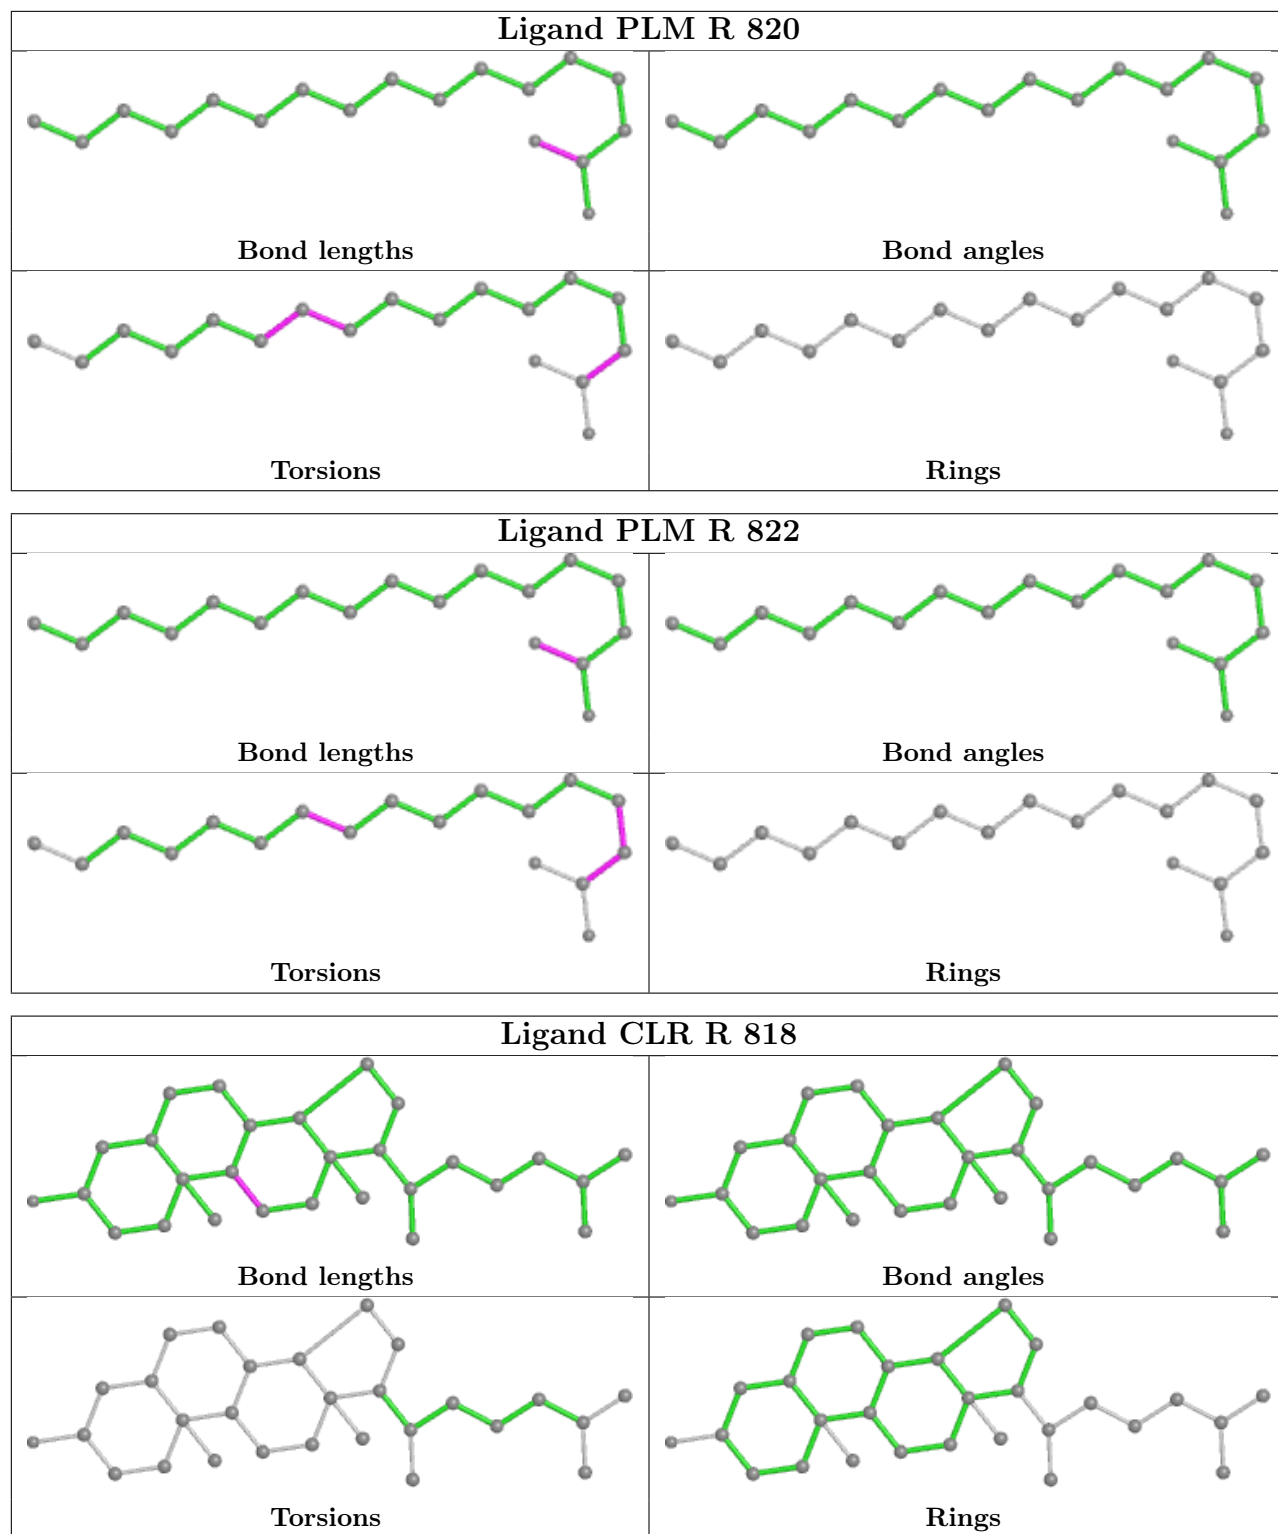 Ligand PLM R 820
Bond lengths
Bond angles
Torsions
Rings
Ligand PLM R 822
Bond lengths
Bond angles
Torsions
Rings
Ligand CLR R 818
Bond lengths
Bond angles
Torsions
Rings